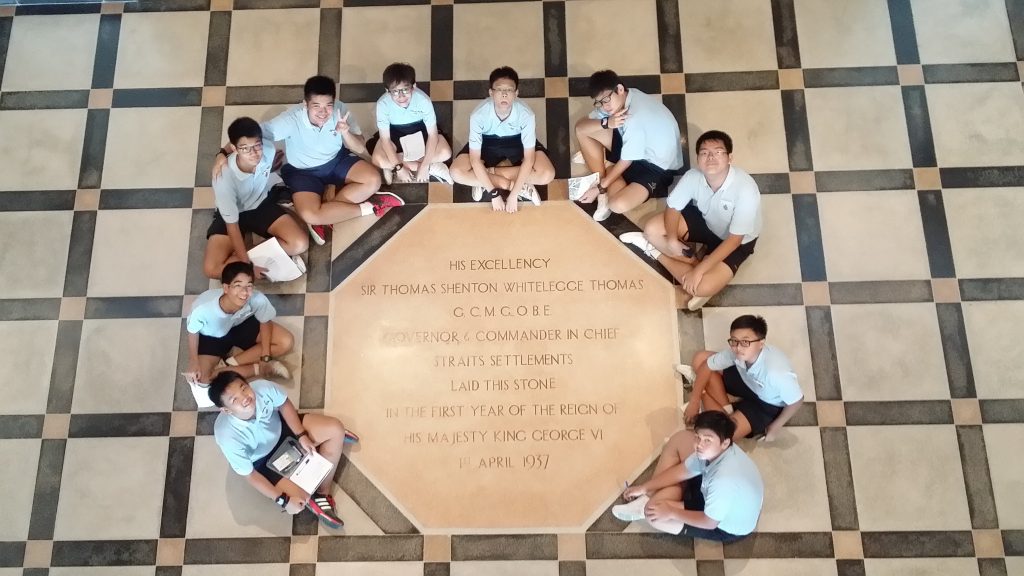 HIS EXCELLENCY
SIR THOMAS SHENTON WHITELEGGE THOMAS
G.C.M.G.O.B.E.
GOVERNOR & COMMANDER IN CHIEF
STRAITS SETTLEMENTS
LAID THIS STONE
IN THE FIRST YEAR OF THE REIGN OF
HIS MAJESTY KING GEORGE VI
1ST APRIL 1937